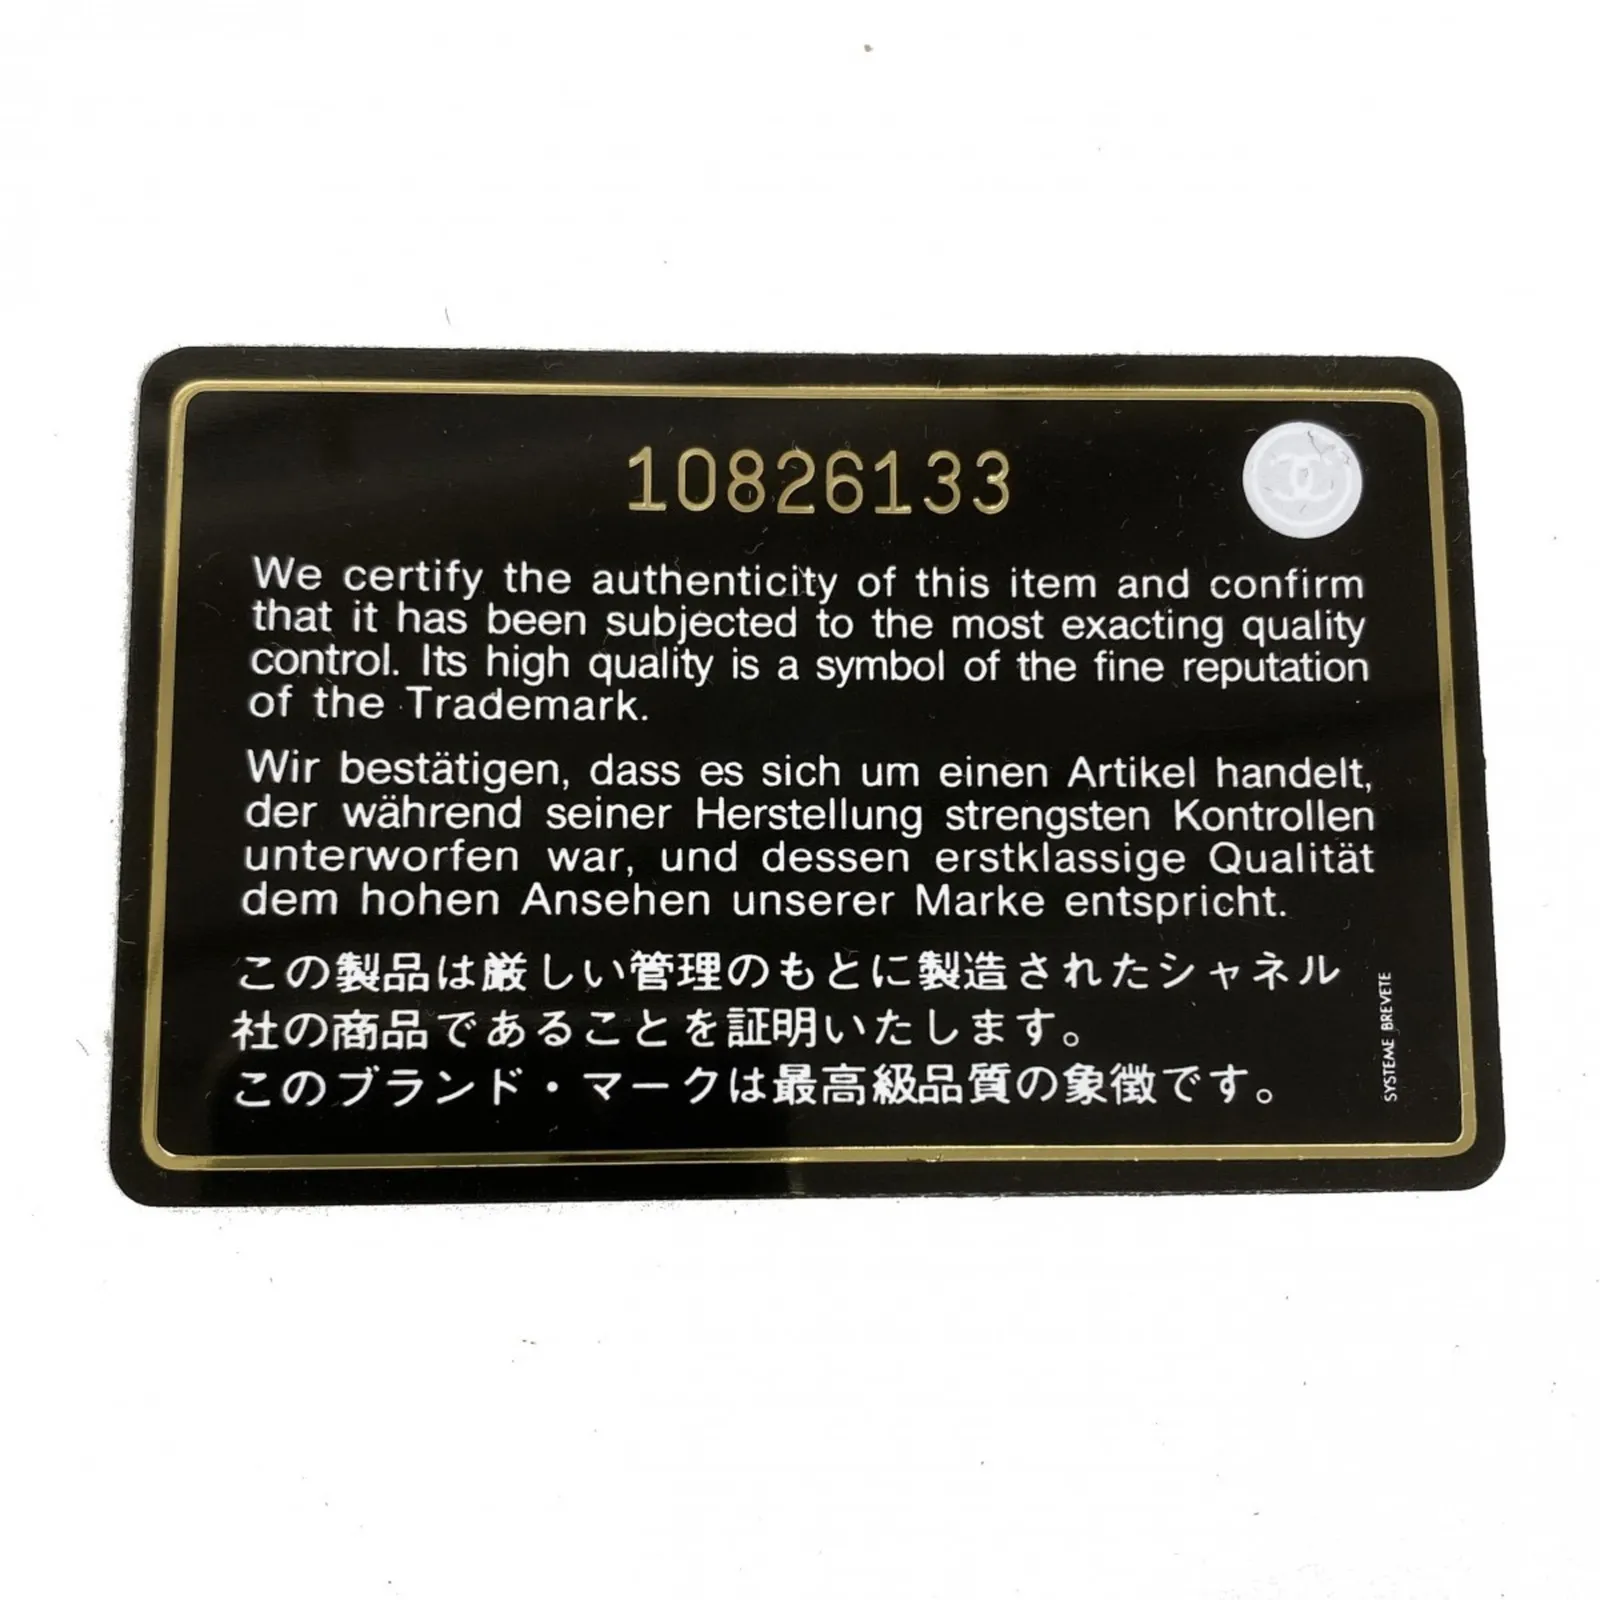 10826133
We certify the authenticity of this item and confirm
that it has been subjected to the most exacting quality
control. Its high quality is a symbol of the fine reputation
of the Trademark.
Wir bestätigen, dass es sich um einen Artikel handelt,
der während seiner Herstellung strengsten Kontrollen
unterworfen war, und dessen erstklassige Qualität
dem hohen Ansehen unserer Marke entspricht.
この製品は厳しい管理のもとに製造されたシャネル
社の商品であることを証明いたします。
このブランド・マークは最高級品質の象徴です。
SYSTEME BREVETE